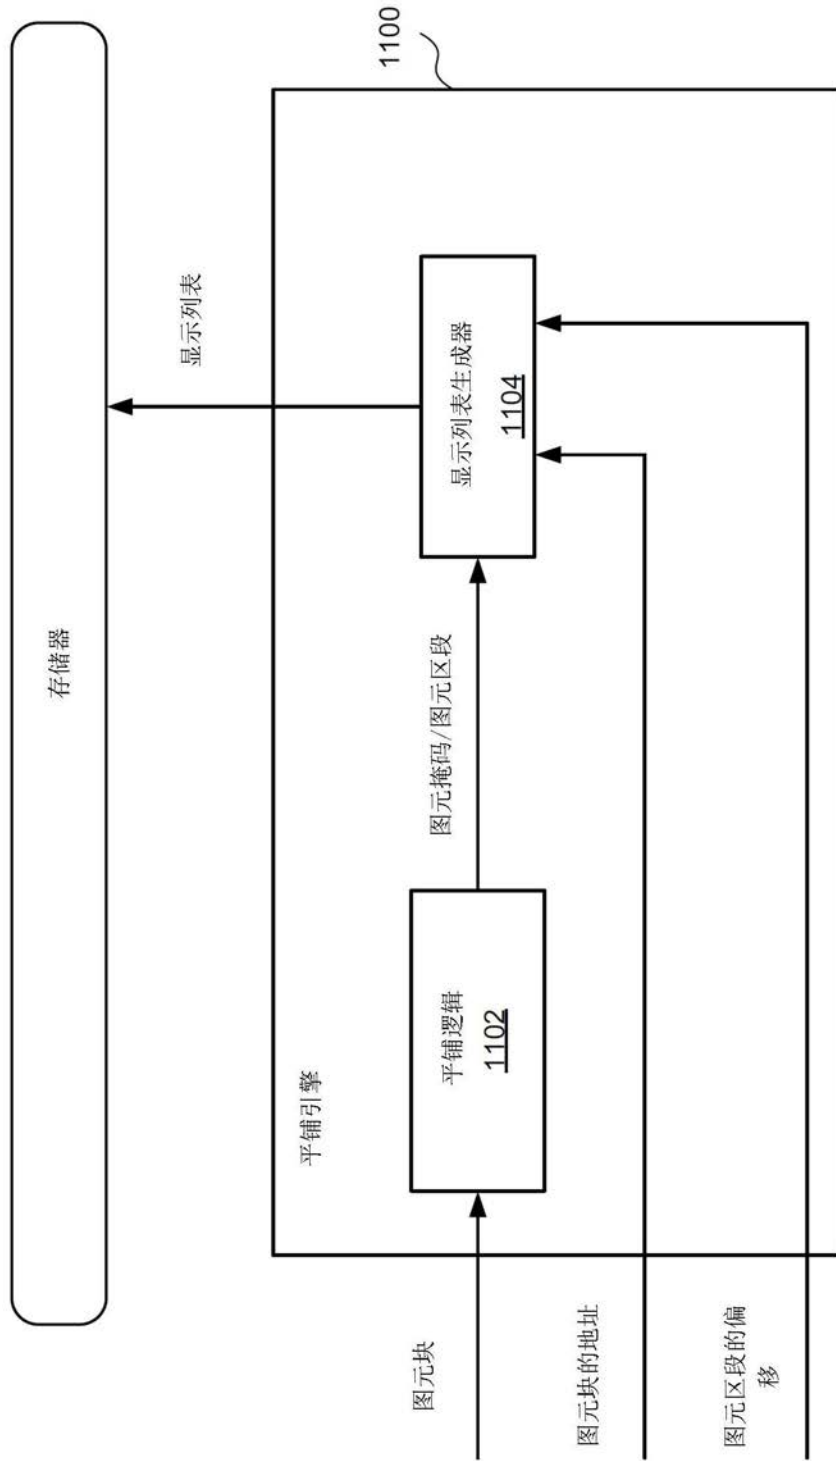 存储器
显示列表
1100
平铺引擎
平铺逻辑
1102
图元掩码/图元区段
显示列表生成器
1104
图元块
图元块的地址
图元区段的偏
移